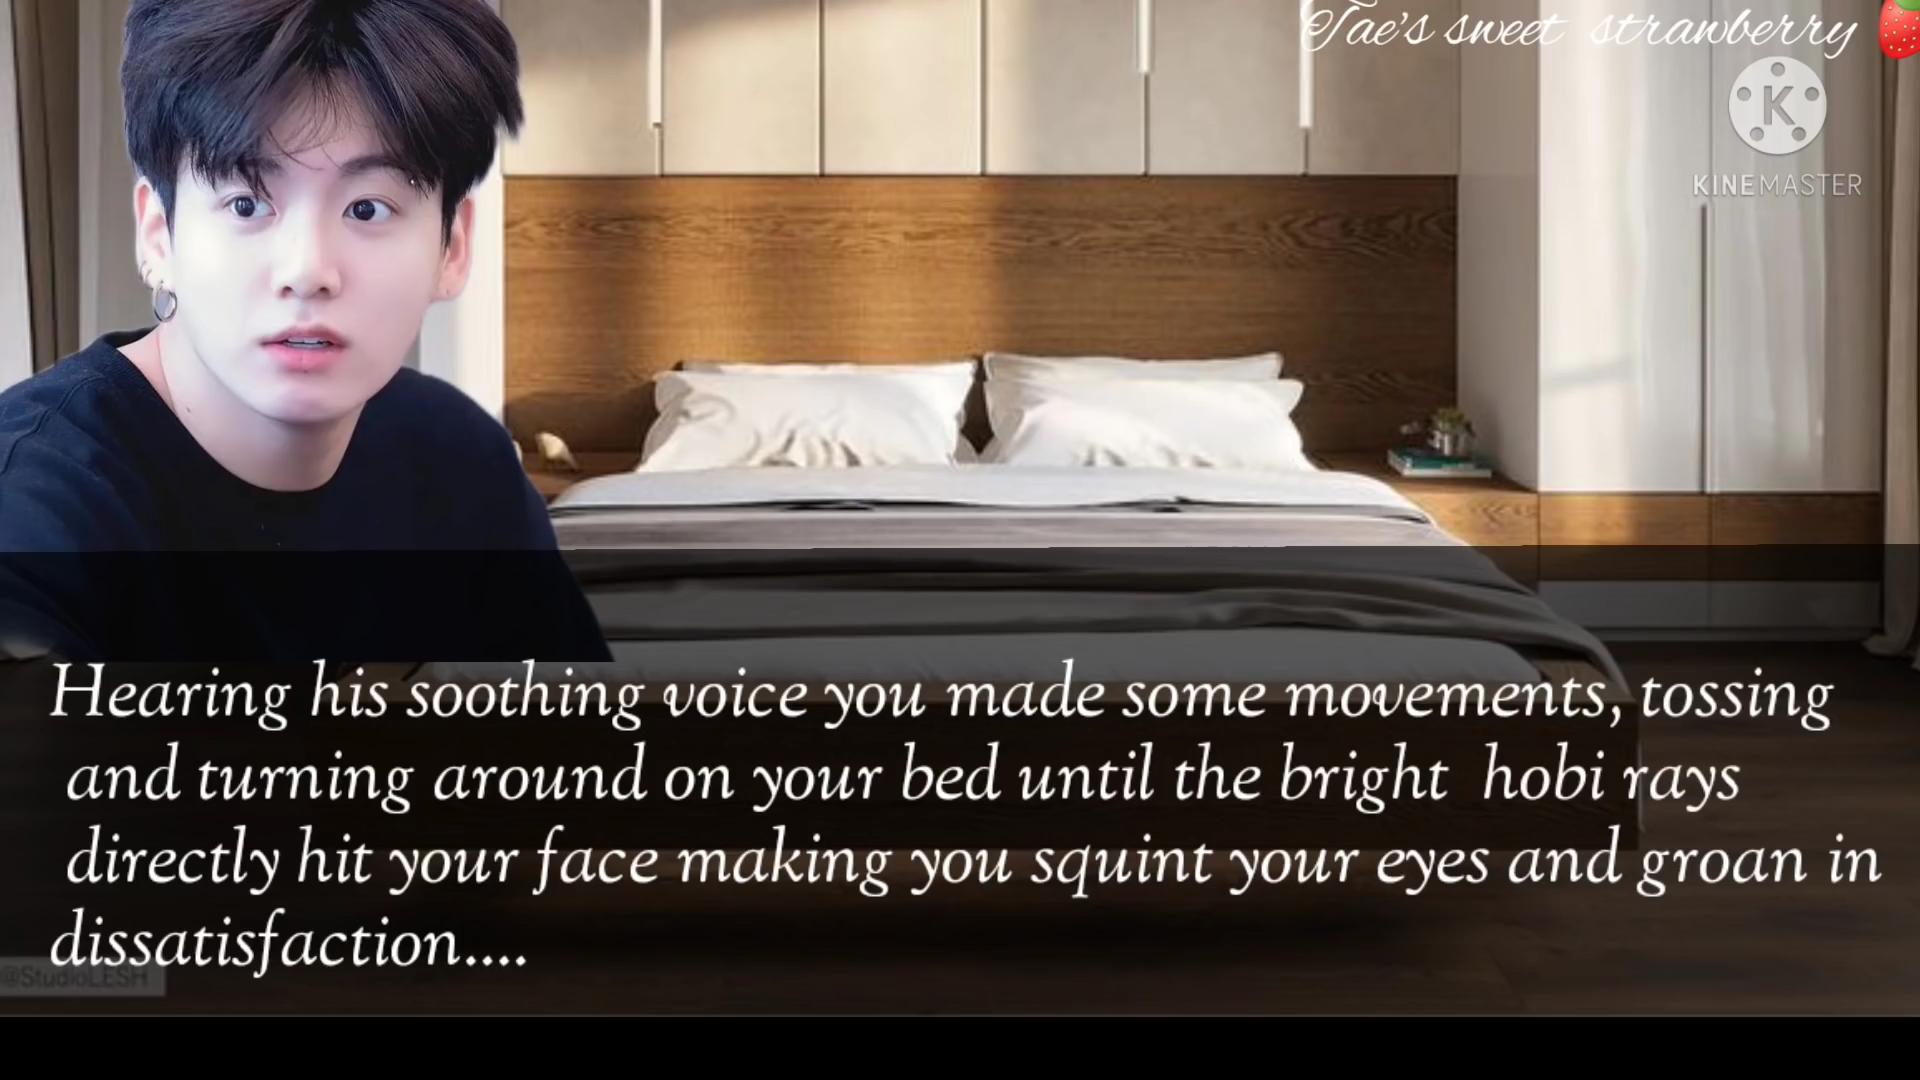 Tae's sweet strawberry
KINEMASTER
Hearing his soothing voice you made some movements, tossing
and turning around on your bed until the bright hobi rays
directly hit your face making you squint your eyes and groan in
dissatisfaction....
@StudioLESH